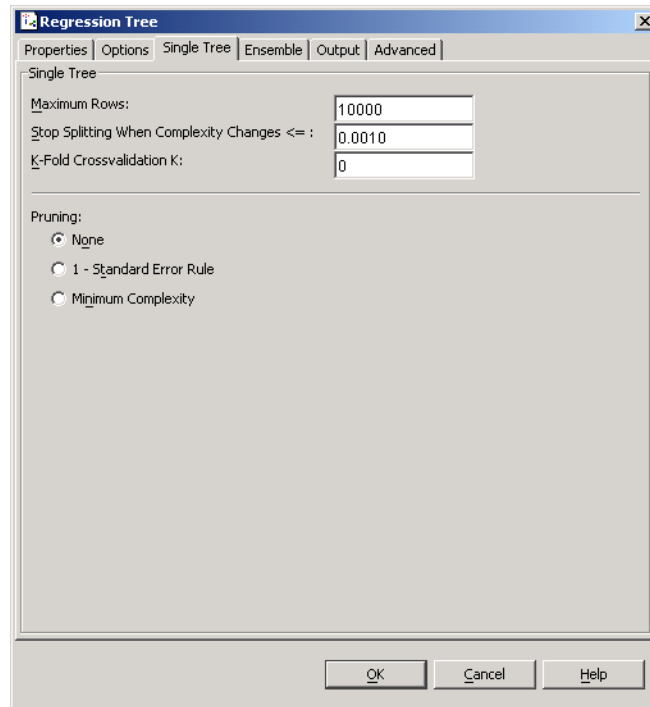 Regression Tree
Properties Options Single Tree Ensemble Output Advanced
Single Tree
Maximum Rows: 10000
Stop Splitting When Complexity Changes <= : 0.0010
K-Fold Crossvalidation K: 0
Pruning:
None
1 - Standard Error Rule
Minimum Complexity
OK Cancel Help